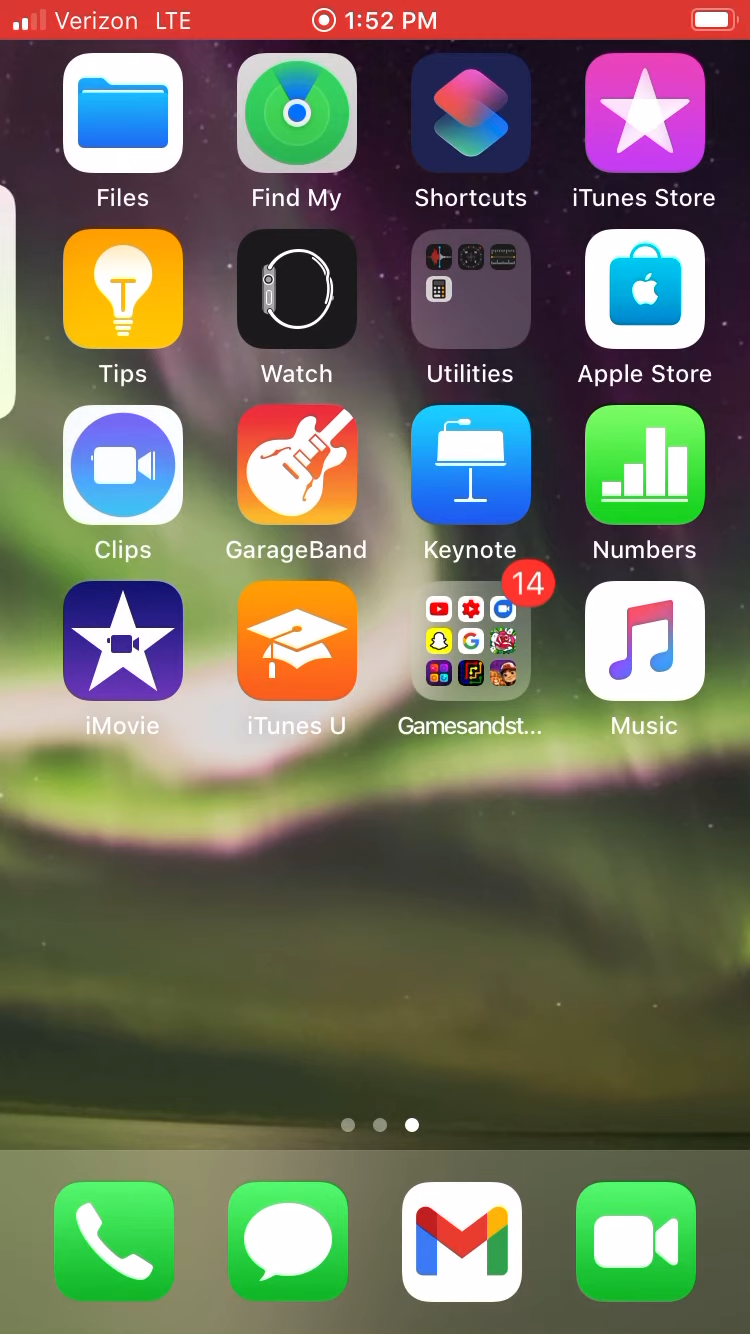 Verizon LTE 1:52 PM
Files Find My Shortcuts iTunes Store
Tips Watch Utilities Apple Store
Clips GarageBand Keynote Numbers
14
iMovie iTunes U Gamesandst... Music